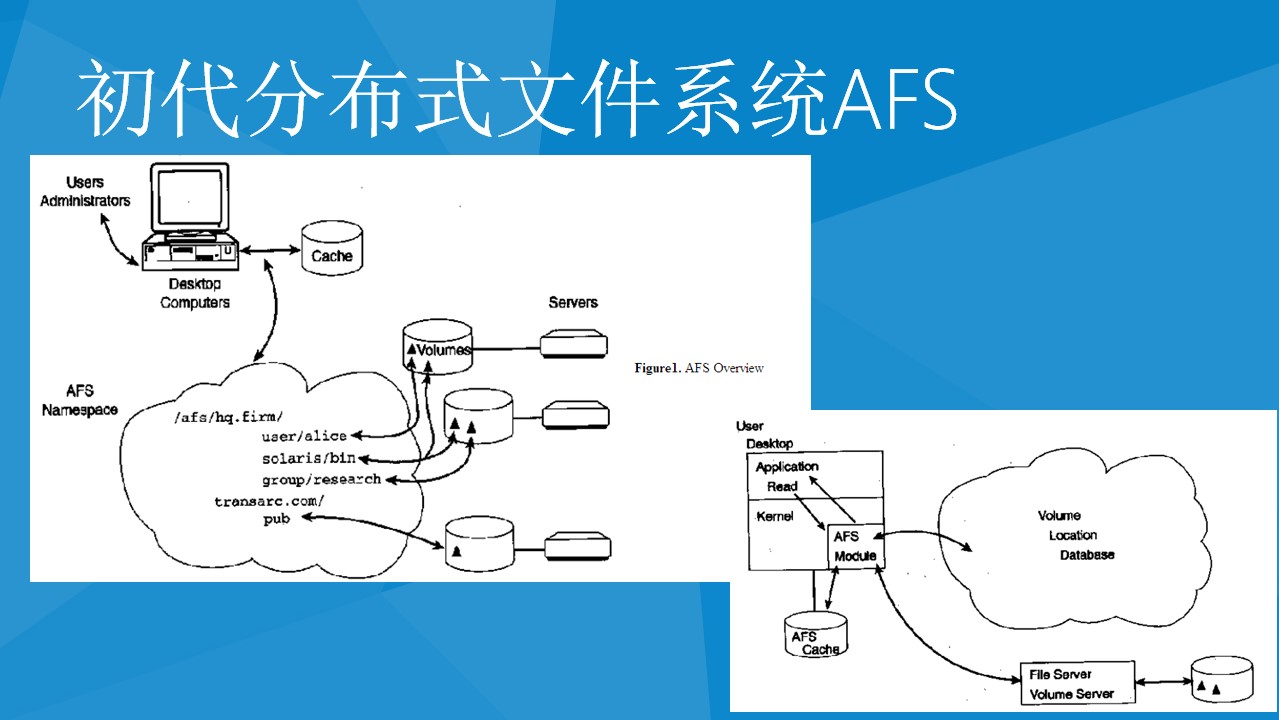 初代分布式文件系统AFS
Users
Administrators
Cache
Desktop
Computers
Servers
Volumes
Figure1. AFS Overview
AFS
Namespace
/afs/hq.firm/
user/alice
solaris/bin
group/research
transarc.com/
pub
User
Desktop
Application
Read
Kernel
AFS
Module
Volume
Location
Database
AFS
Cache
File Server
Volume Server